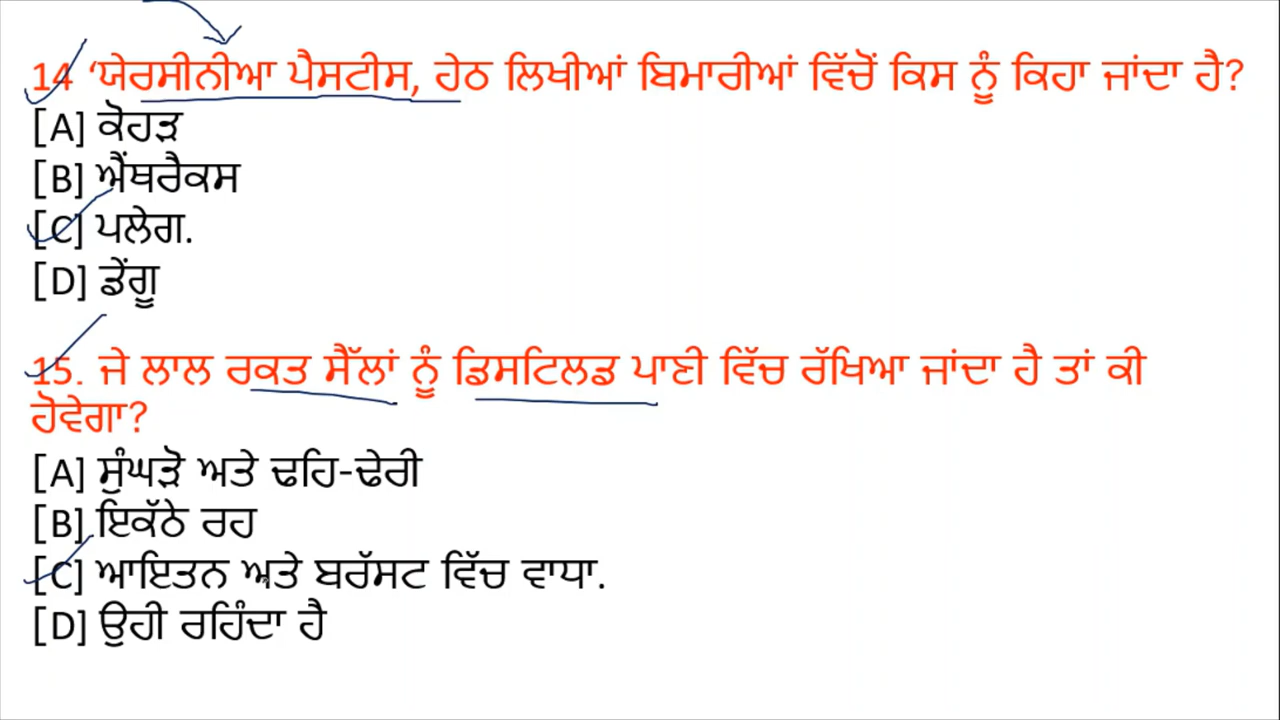 14 ‘ਯੇਰਸੀਨੀਆ ਪੈਸਟੀਸ, ਹੇਠ ਲਿਖੀਆਂ ਬਿਮਾਰੀਆਂ ਵਿੱਚੋਂ ਕਿਸ ਨੂੰ ਕਿਹਾ ਜਾਂਦਾ ਹੈ?
[A] ਕੋਹੜ
[B] ਐਂਥਰੈਕਸ
[C] ਪਲੇਗ.
[D] ਡੇਂਗੂ
15. ਜੇ ਲਾਲ ਰਕਤ ਸੈੱਲਾਂ ਨੂੰ ਡਿਸਟਿਲਡ ਪਾਣੀ ਵਿੱਚ ਰੱਖਿਆ ਜਾਂਦਾ ਹੈ ਤਾਂ ਕੀ
ਹੋਵੇਗਾ?
[A] ਸੁੰਘੜੋ ਅਤੇ ਢਹਿ-ਢੇਰੀ
[B] ਇਕੱਠੇ ਰਹ
[C] ਆਇਤਨ ਅਤੇ ਬਰੱਸਟ ਵਿੱਚ ਵਾਧਾ.
[D] ਉਹੀ ਰਹਿੰਦਾ ਹੈ